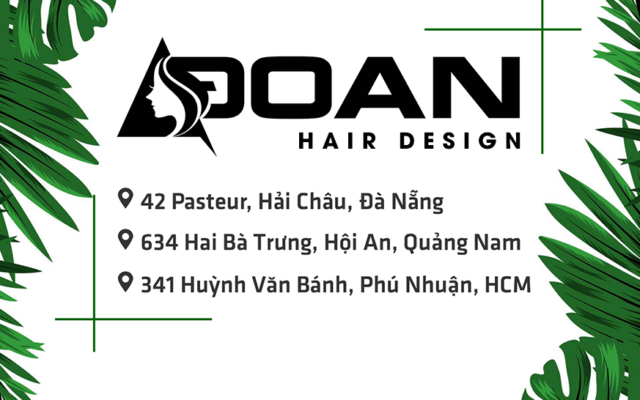 ĐOAN
HAIR DESIGN
42 Pasteur, Hải Châu, Đà Nẵng
634 Hai Bà Trưng, Hội An, Quảng Nam
341 Huỳnh Văn Bánh, Phú Nhuận, HCM